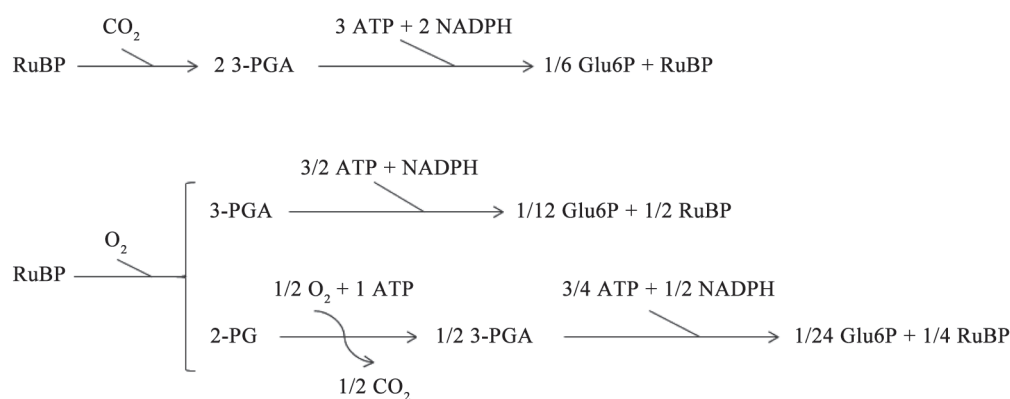 CO₂ 3 ATP + 2 NADPH
RuBP 2 3-PGA 1/6 Glu6P + RuBP
3/2 ATP + NADPH
3-PGA 1/12 Glu6P + 1/2 RuBP
O₂
RuBP
1/2 O₂ + 1 ATP 3/4 ATP + 1/2 NADPH
2-PG 1/2 3-PGA 1/24 Glu6P + 1/4 RuBP
1/2 CO₂